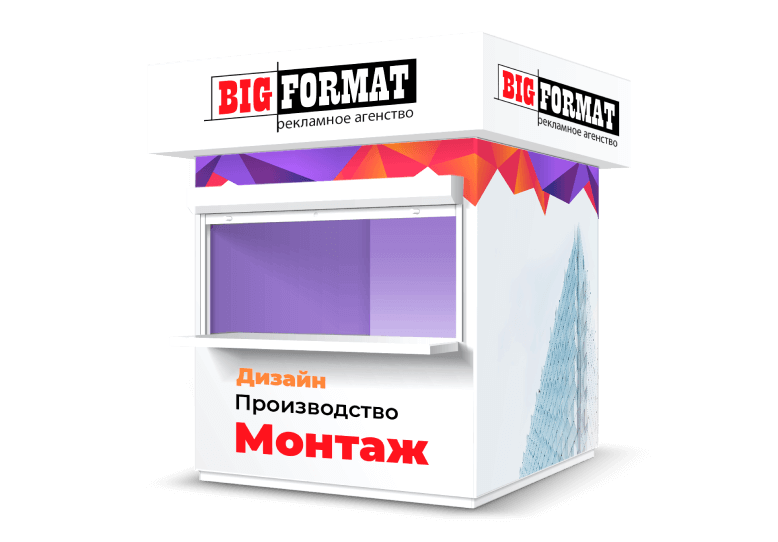 BIG FORMAT
рекламное агенство
BIG FORMAT
рекламное агенство
Дизайн
Производство
Монтаж